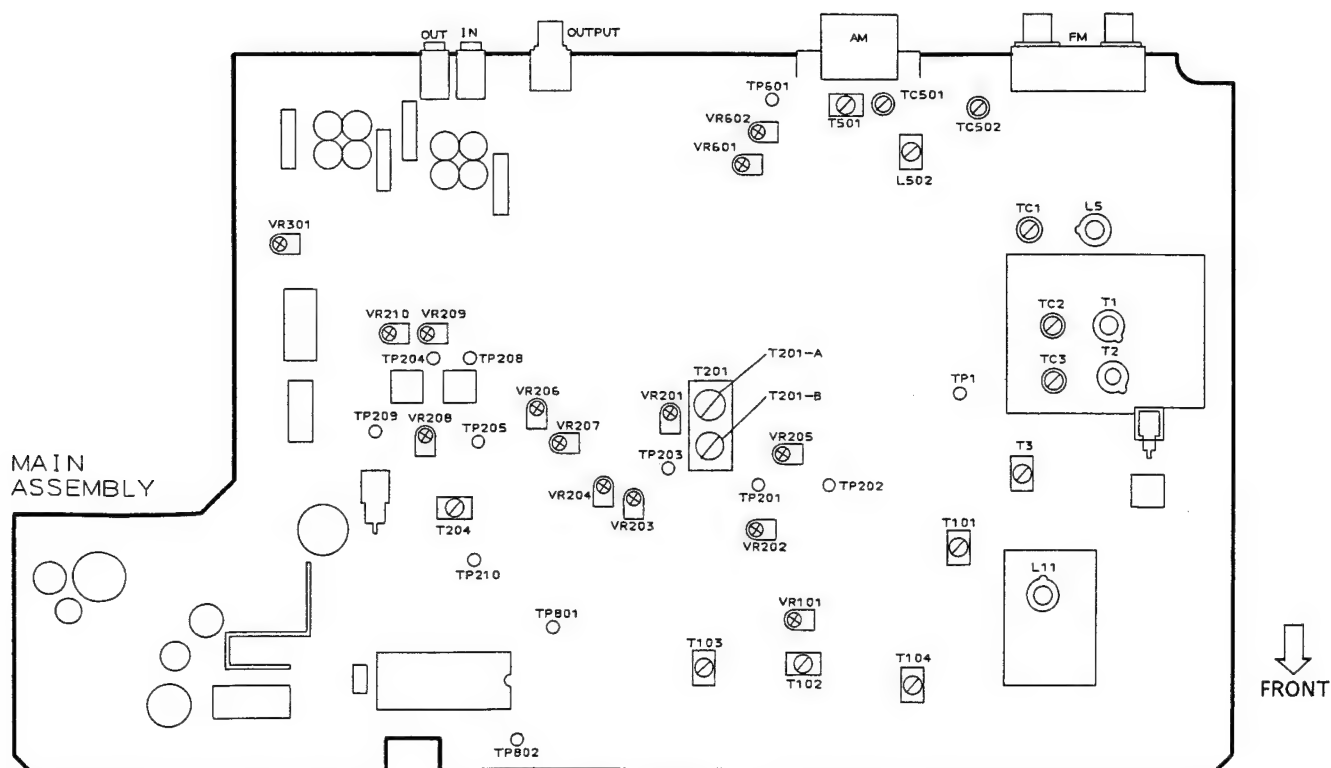 OUT IN OUTPUT
AM
FM
TP601
TC501
VR602
T501
TC502
VR601
L502
TC1 L5
VR301
TC2 T1
VR210 VR209
TP204 TP208
T201-A
T201
TC3 T2
TP1
VR206
VR201
T201-B
TP209 VR208 TP205
VR207
VR205
TP203
T3
MAIN
ASSEMBLY
VR204
TP201 TP202
VR203
T204
VR202
T101
TP210
L11
TP801
VR101
T103
T102
T104
FRONT
TP802